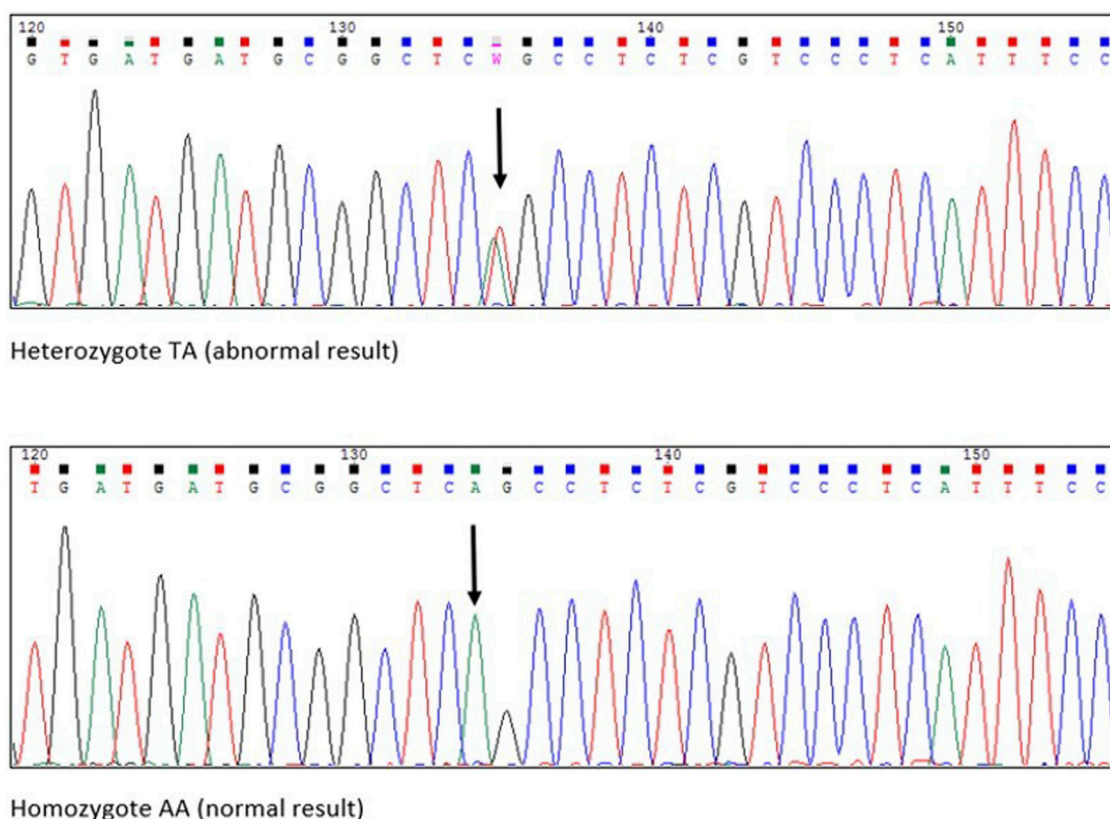 120 130 140 150
G T G A T G A T G C G G C T C W G C C T C T C G T C C C T C A T T T C C
Heterozygote TA (abnormal result)
120 130 140 150
T G A T G A T G C G G C T C A G C C T C T C G T C C C T C A T T T C C
Homozygote AA (normal result)